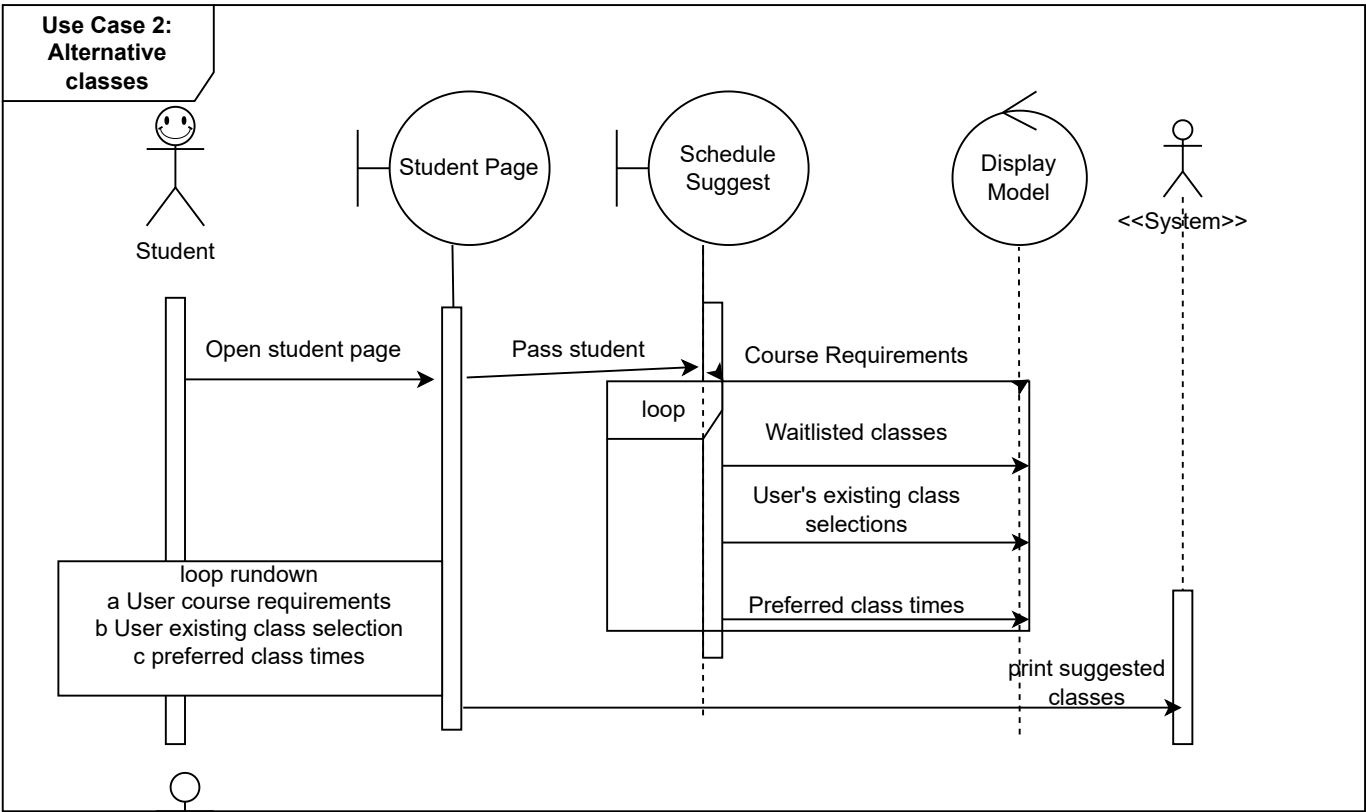 Use Case 2:
Alternative
classes
Student Page
Schedule
Suggest
Display
Model
<<System>>
Student
Open student page
Pass student
Course Requirements
loop
Waitlisted classes
User's existing class
selections
Preferred class times
loop rundown
a User course requirements
b User existing class selection
c preferred class times
print suggested
classes